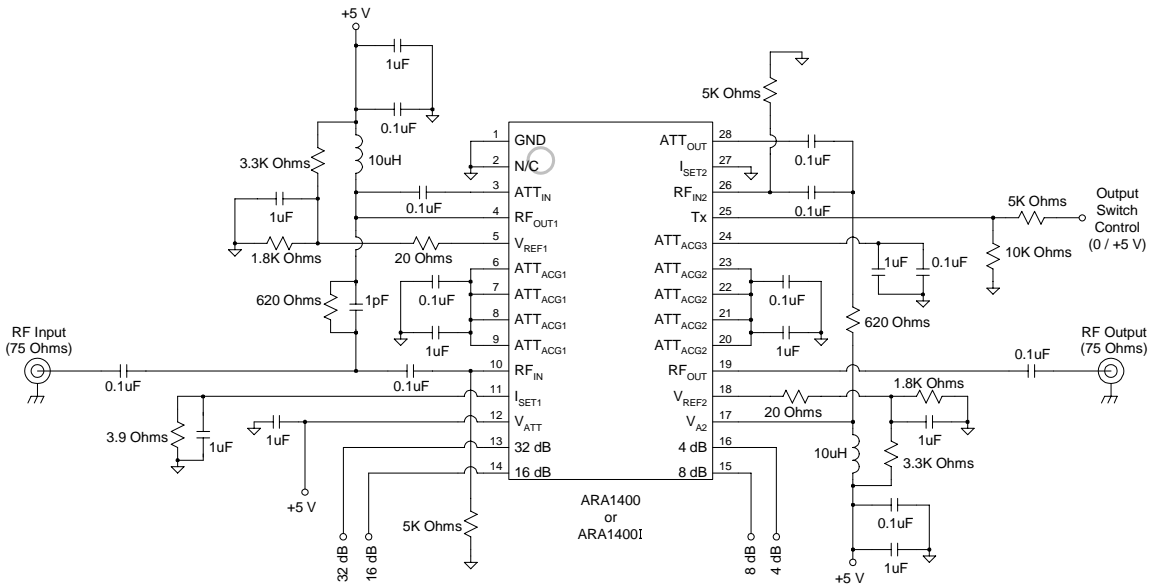 +5 V
1uF
0.1uF
3.3K Ohms
10uH
0.1uF
1uF
1.8K Ohms
20 Ohms
620 Ohms
1pF
0.1uF
1uF
RF Input
(75 Ohms)
0.1uF
0.1uF
3.9 Ohms
1uF
1uF
+5 V
5K Ohms
32 dB
16 dB
1 GND
2 N/C
3 ATTIN
4 RFOUT1
5 VREF1
6 ATTACG1
7 ATTACG1
8 ATTACG1
9 ATTACG1
10 RFIN
11 ISET1
12 VATT
13 32 dB
14 16 dB
ATTOUT 28
ISET2 27
RFIN2 26
Tx 25
ATTACG3 24
ATTACG2 23
ATTACG2 22
ATTACG2 21
ATTACG2 20
RFOUT 19
VREF2 18
VA2 17
4 dB 16
8 dB 15
ARA1400
or
ARA1400I
5K Ohms
0.1uF
0.1uF
5K Ohms
Output
Switch
Control
(0 / +5 V)
10K Ohms
1uF
0.1uF
0.1uF
1uF
620 Ohms
RF Output
(75 Ohms)
0.1uF
1.8K Ohms
20 Ohms
1uF
10uH
3.3K Ohms
0.1uF
1uF
+5 V
8 dB
4 dB